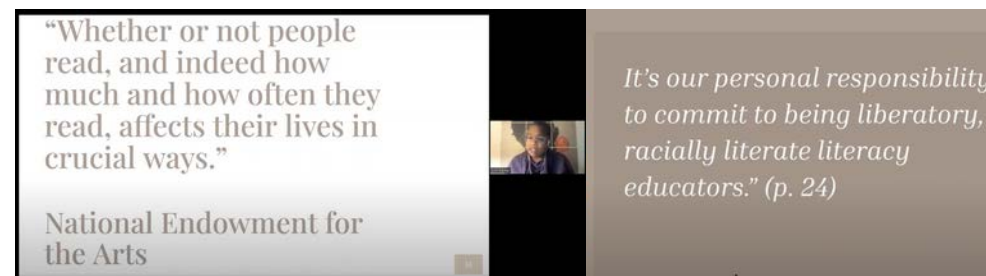 “Whether or not people
read, and indeed how
much and how often they
read, affects their lives in
crucial ways.”
National Endowment for
the Arts
It’s our personal responsibility
to commit to being liberatory,
racially literate literacy
educators.” (p. 24)